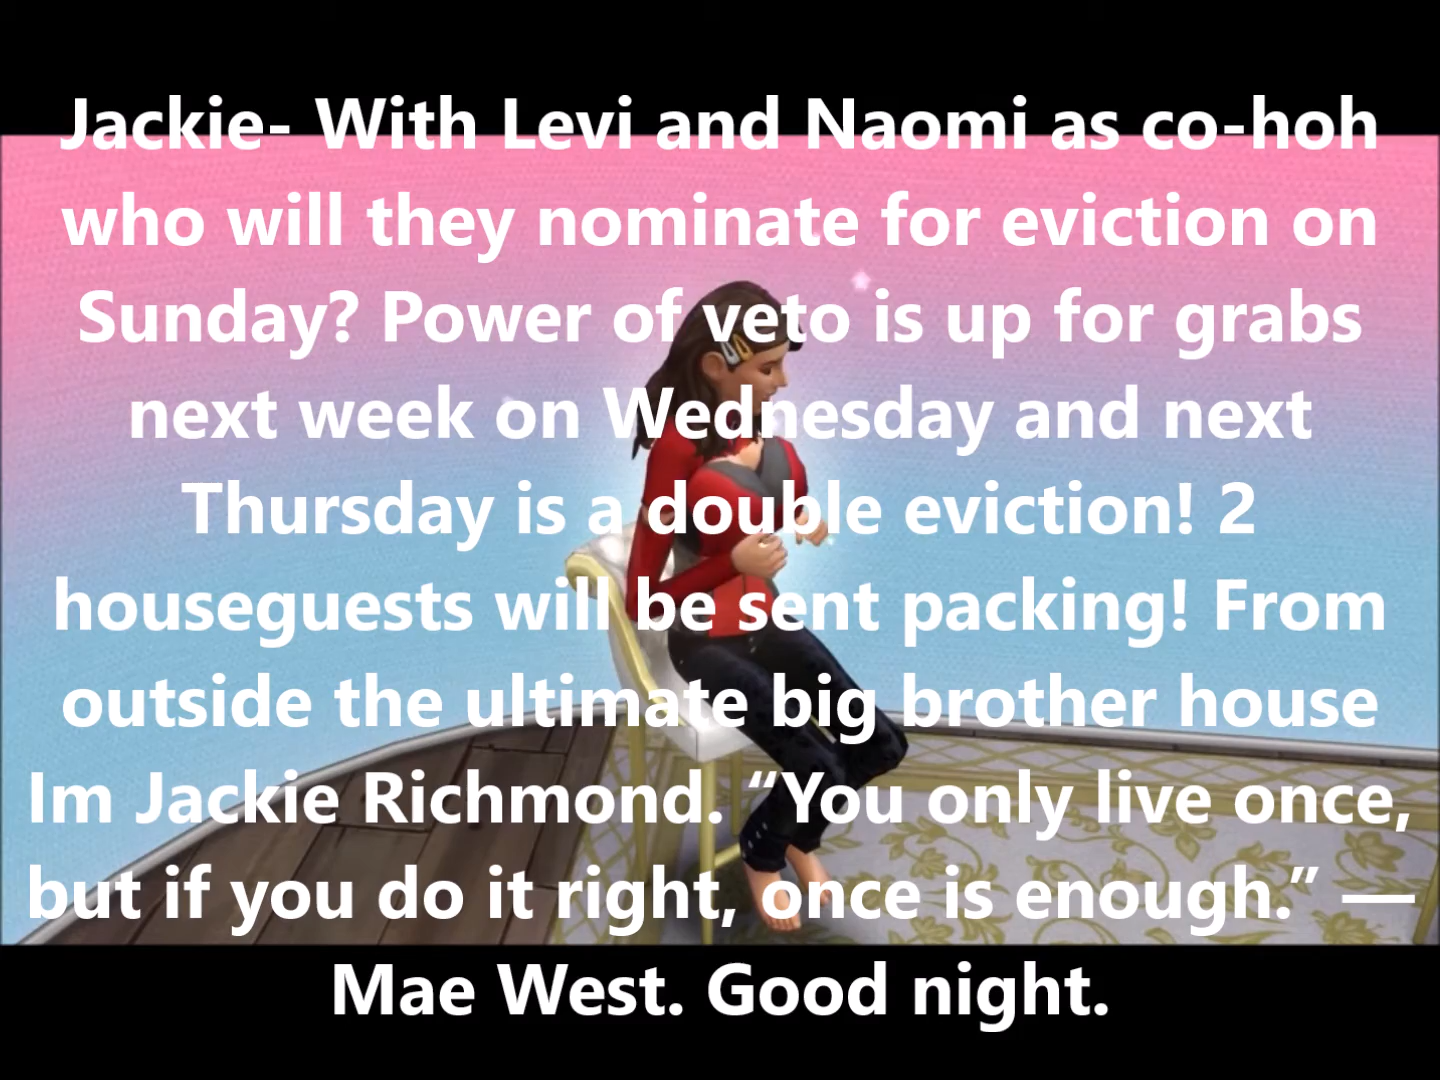 Jackie- With Levi and Naomi as co-hoh
who will they nominate for eviction on
Sunday? Power of veto is up for grabs
next week on Wednesday and next
Thursday is a double eviction! 2
houseguests will be sent packing! From
outside the ultimate big brother house
Im Jackie Richmond. “You only live once,
but if you do it right, once is enough.” —
Mae West. Good night.